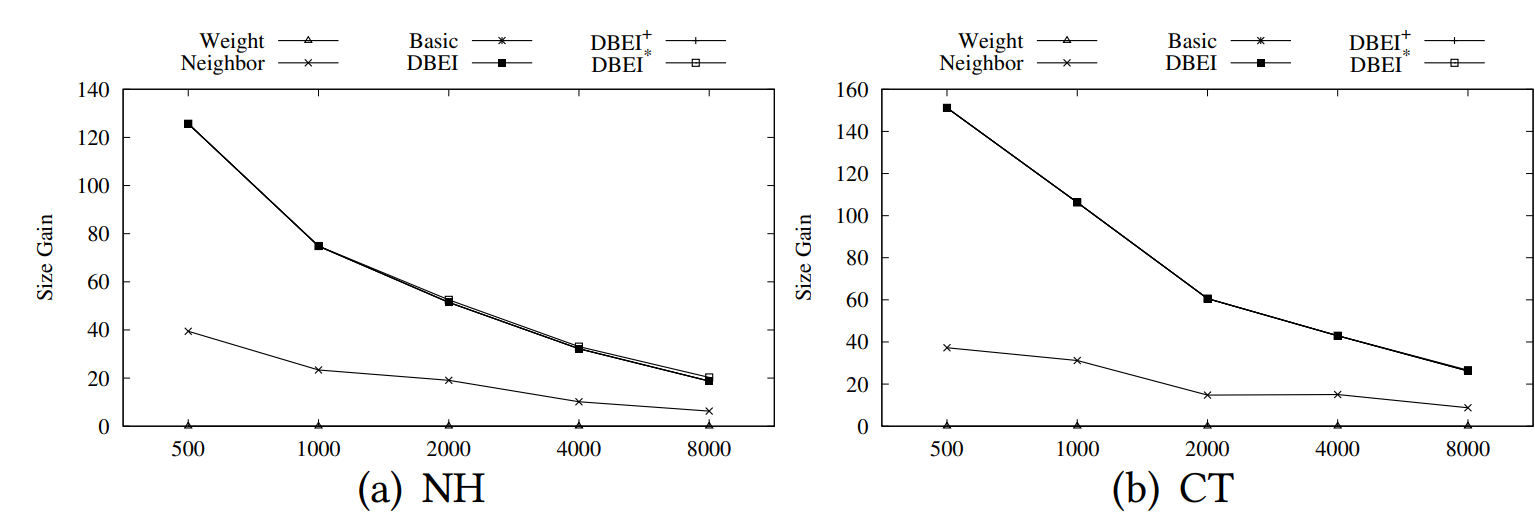 Weight Basic DBEI+
Neighbor DBEI DBEI*
140
120
100
80
60
40
20
0
Size Gain
500 1000 2000 4000 8000
(a) NH
Weight Basic DBEI+
Neighbor DBEI DBEI*
160
140
120
100
80
60
40
20
0
Size Gain
500 1000 2000 4000 8000
(b) CT